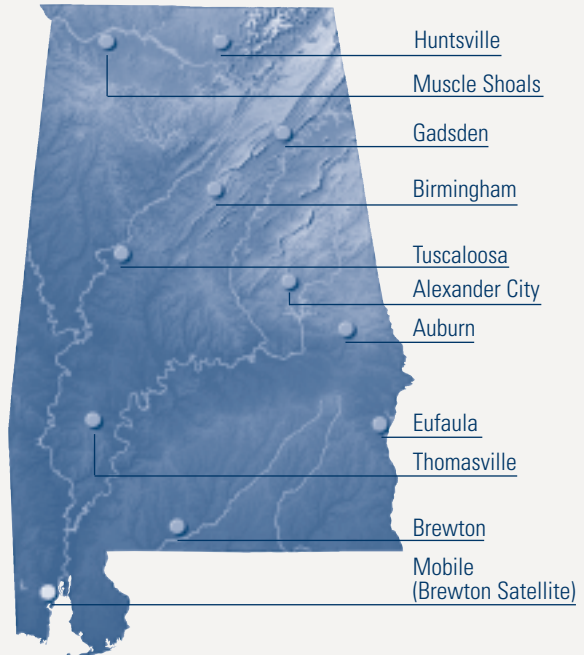 Huntsville
Muscle Shoals
Gadsden
Birmingham
Tuscaloosa
Alexander City
Auburn
Eufaula
Thomasville
Brewton
Mobile
(Brewton Satellite)